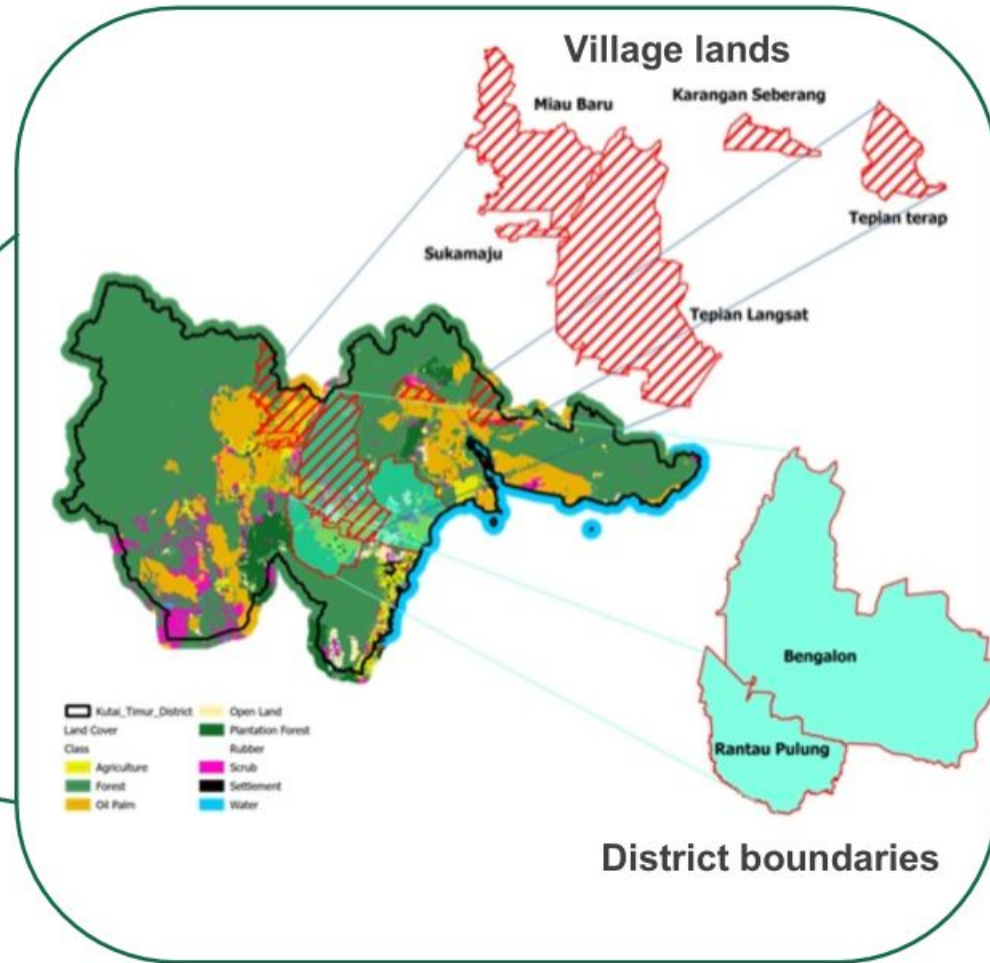 Village lands
Miau Baru
Karangan Seberang
Tepian terap
Sukamaju
Tepian Langsat
Bengalon
Rantau Pulung
Kutai_Timur_District
Land Cover
Class
Agriculture
Forest
Oil Palm
Open Land
Plantation Forest
Rubber
Scrub
Settlement
Water
District boundaries